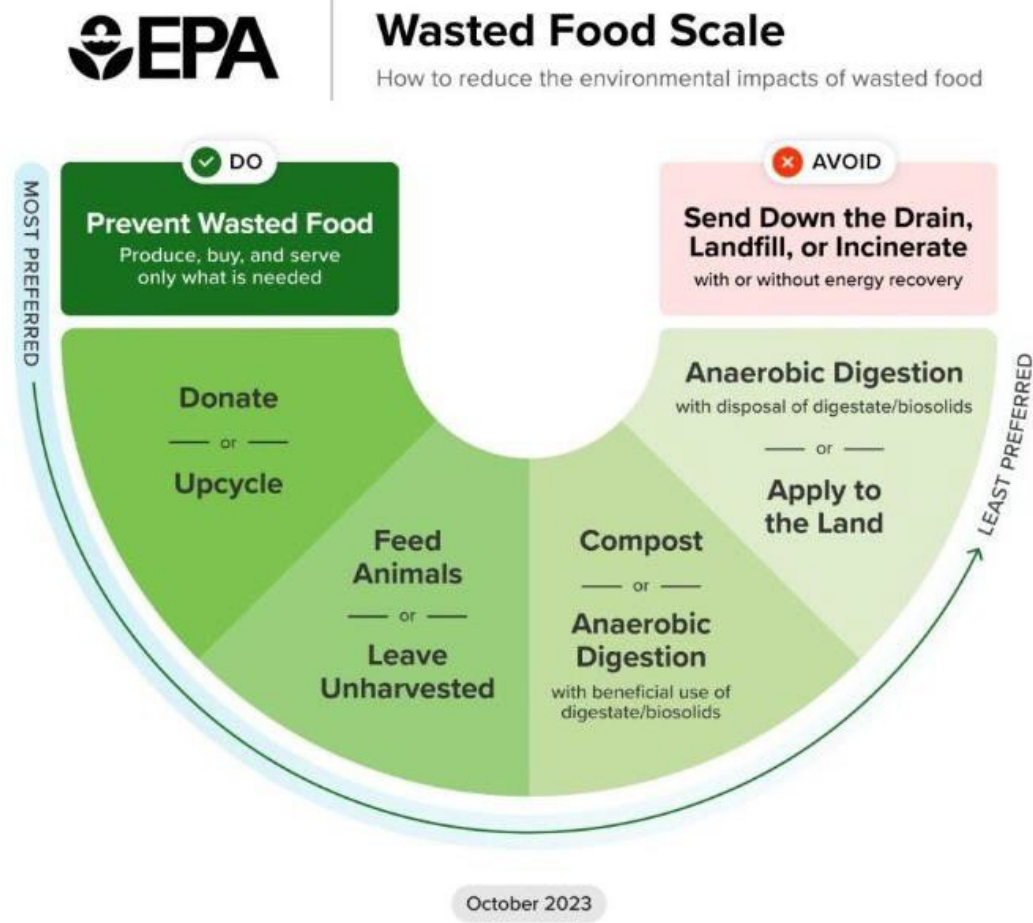 EPA
Wasted Food Scale
How to reduce the environmental impacts of wasted food
DO
Prevent Wasted Food
Produce, buy, and serve
only what is needed
AVOID
Send Down the Drain,
Landfill, or Incinerate
with or without energy recovery
MOST PREFERRED
Donate
or
Upcycle
Feed
Animals
or
Leave
Unharvested
Compost
or
Anaerobic
Digestion
with beneficial use of
digestate/biosolids
Anaerobic Digestion
with disposal of digestate/biosolids
or
Apply to
the Land
LEAST PREFERRED
October 2023